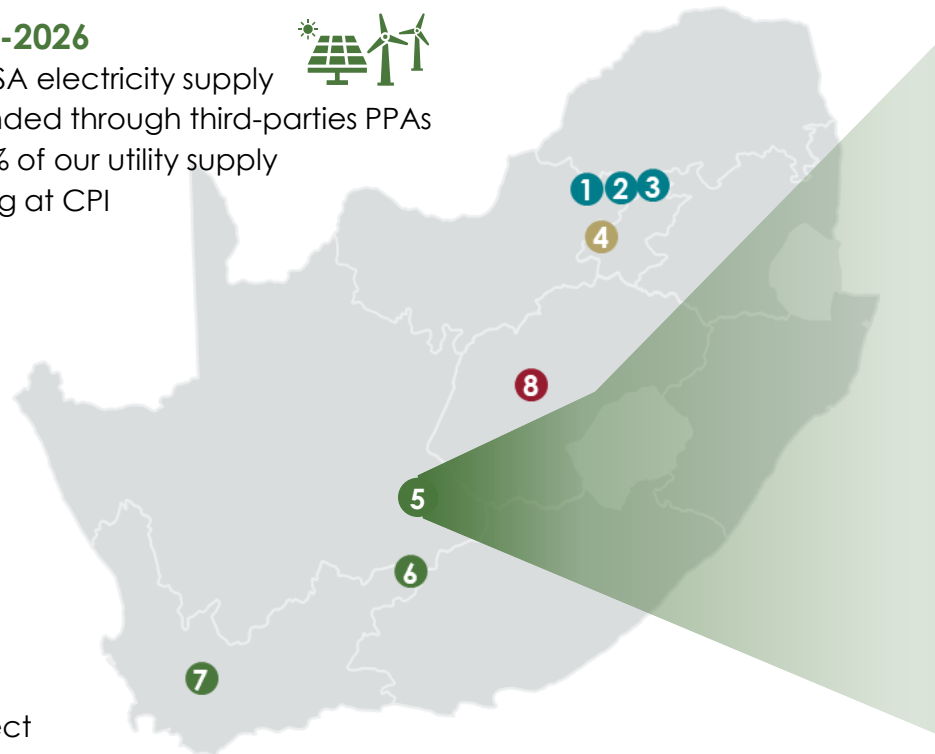 -2026
SA electricity supply
nded through third-parties PPAs
% of our utility supply
g at CPI
1 2 3
4
8
5
6
7
ect